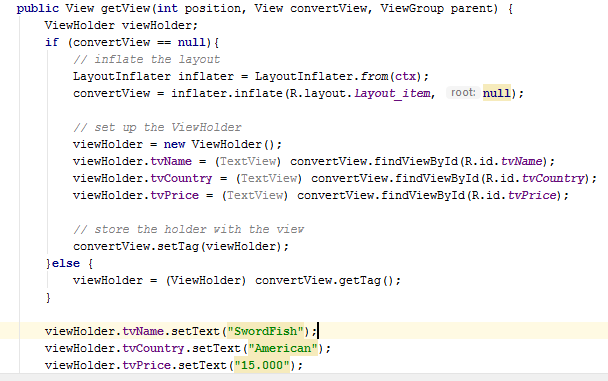 public View getView(int position, View convertView, ViewGroup parent) {
    ViewHolder viewHolder;
    if (convertView == null){
        // inflate the layout
        LayoutInflater inflater = LayoutInflater.from(ctx);
        convertView = inflater.inflate(R.layout.layout_item, root: null);

        // set up the ViewHolder
        viewHolder = new ViewHolder();
        viewHolder.tvName = (TextView) convertView.findViewById(R.id.tvName);
        viewHolder.tvCountry = (TextView) convertView.findViewById(R.id.tvCountry);
        viewHolder.tvPrice = (TextView) convertView.findViewById(R.id.tvPrice);

        // store the holder with the view
        convertView.setTag(viewHolder);
    }else {
        viewHolder = (ViewHolder) convertView.getTag();
    }

    viewHolder.tvName.setText("SwordFish");
    viewHolder.tvCountry.setText("American");
    viewHolder.tvPrice.setText("15.000");